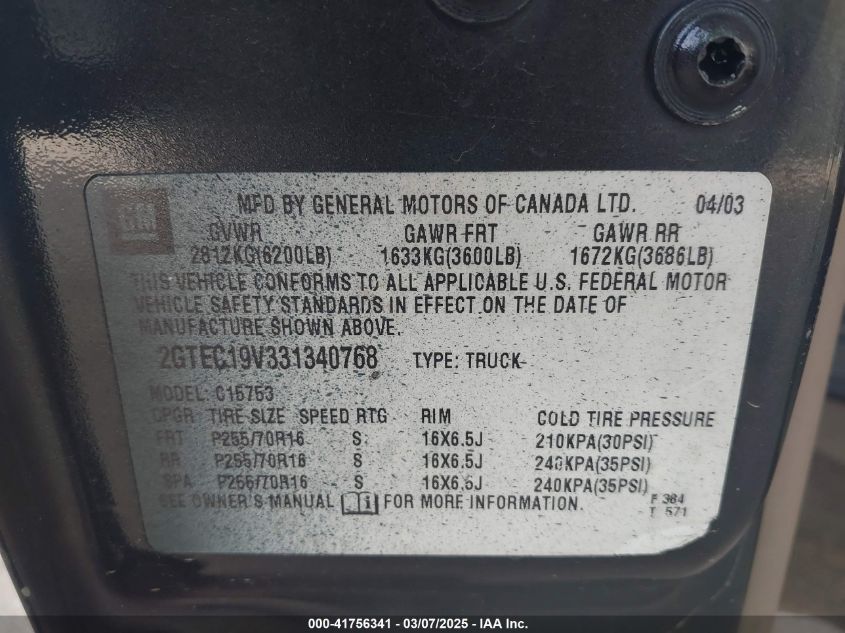 GM
MFD BY GENERAL MOTORS OF CANADA LTD. 04/03
GVWR GAWR FRT GAWR RR
2812KG(6200LB) 1633KG(3600LB) 1672KG(3686LB)
THIS VEHICLE CONFORMS TO ALL APPLICABLE U.S. FEDERAL MOTOR
VEHICLE SAFETY STANDARDS IN EFFECT ON THE DATE OF
MANUFACTURE SHOWN ABOVE.
2GTEC19V331340768 TYPE: TRUCK
MODEL: C15753
OPGR TIRE SIZE SPEED RTG RIM COLD TIRE PRESSURE
FRT P255/70R16 S 16X6.5J 210KPA(30PSI)
RR P255/70R16 S 16X6.5J 240KPA(35PSI)
SPA P255/70R16 S 16X6.5J 240KPA(35PSI)
SEE OWNER'S MANUAL FOR MORE INFORMATION.
F 384
T 571
000-41756341 - 03/07/2025 - IAA Inc.